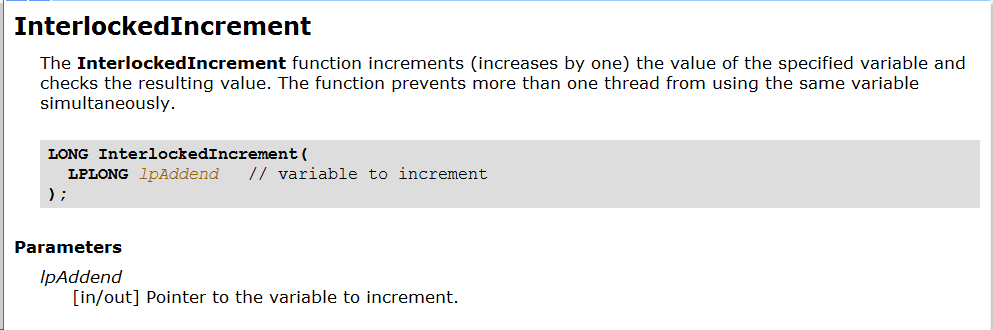 InterlockedIncrement
The InterlockedIncrement function increments (increases by one) the value of the specified variable and
checks the resulting value. The function prevents more than one thread from using the same variable
simultaneously.
LONG InterlockedIncrement(
  LPLONG lpAddend   // variable to increment
);
Parameters
lpAddend
[in/out] Pointer to the variable to increment.